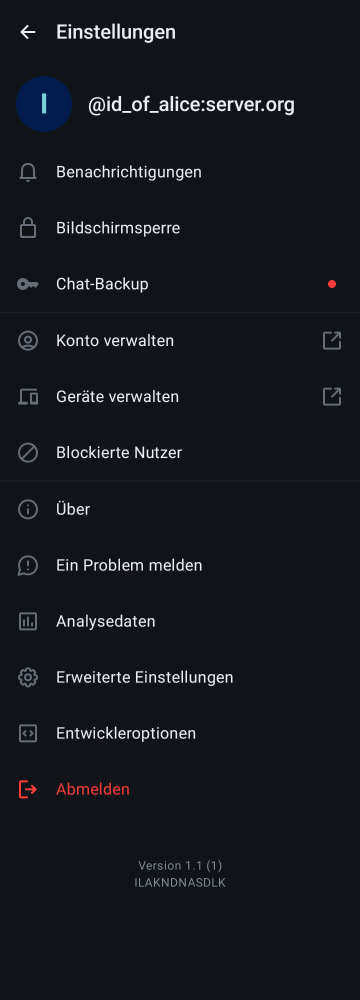 Einstellungen
I
@id_of_alice:server.org
Benachrichtigungen
Bildschirmsperre
Chat-Backup
Konto verwalten
Geräte verwalten
Blockierte Nutzer
Über
Ein Problem melden
Analysedaten
Erweiterte Einstellungen
Entwickleroptionen
Abmelden
Version 1.1 (1)
ILAKNDNASDLK